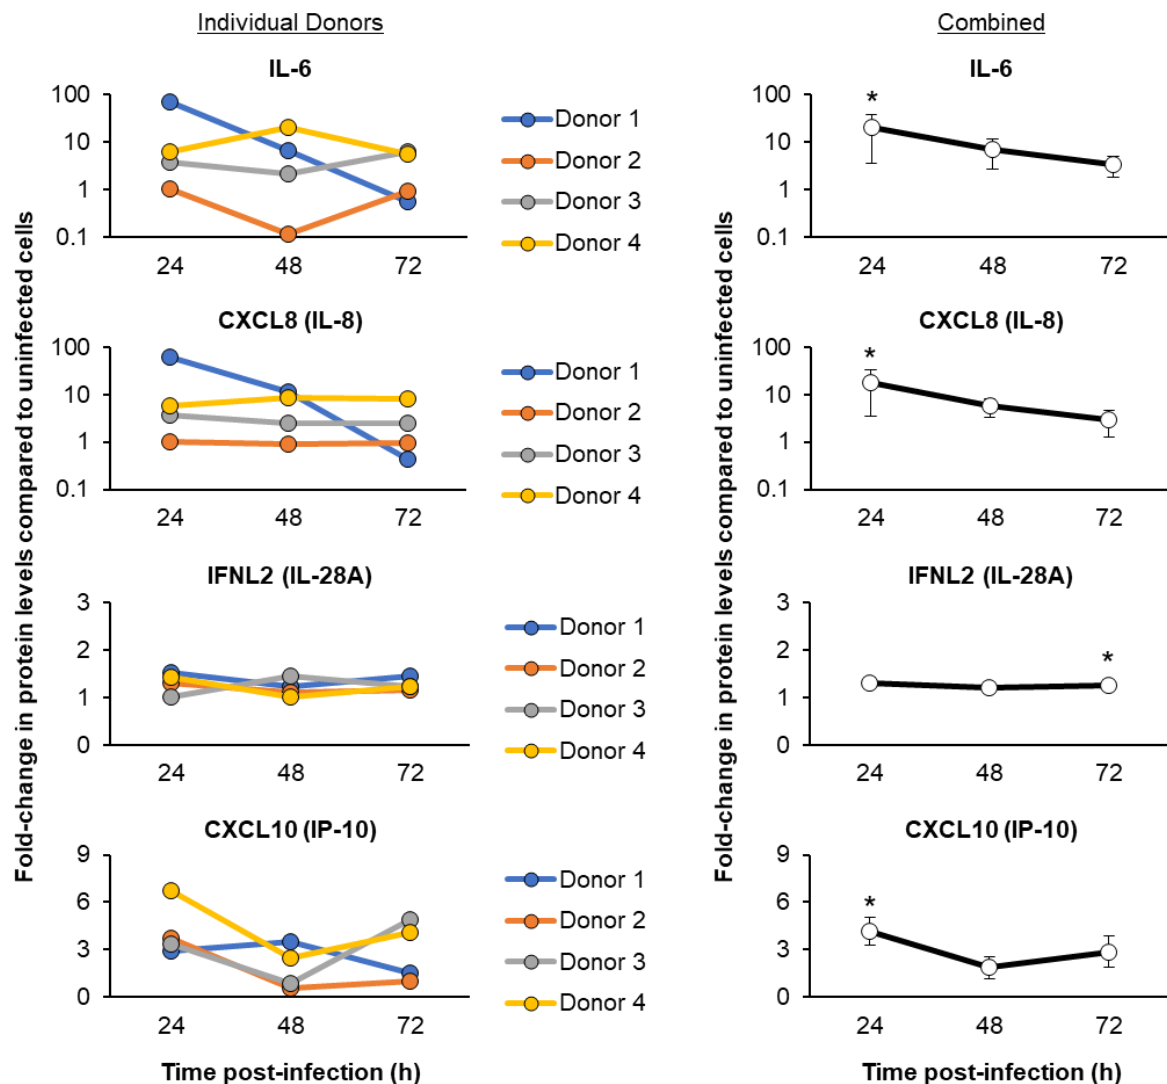 Individual Donors
Combined
Fold-change in protein levels compared to uninfected cells
IL-6
100
10
1
0.1
24 48 72
Donor 1
Donor 2
Donor 3
Donor 4
CXCL8 (IL-8)
100
10
1
0.1
24 48 72
Donor 1
Donor 2
Donor 3
Donor 4
IFNL2 (IL-28A)
3
2
1
0
24 48 72
Donor 1
Donor 2
Donor 3
Donor 4
CXCL10 (IP-10)
9
6
3
0
24 48 72
Donor 1
Donor 2
Donor 3
Donor 4
Time post-infection (h)
Fold-change in protein levels compared to uninfected cells
IL-6
100
10
1
0.1
*
24 48 72
CXCL8 (IL-8)
100
10
1
0.1
*
24 48 72
IFNL2 (IL-28A)
3
2
1
0
*
24 48 72
CXCL10 (IP-10)
9
6
3
0
*
24 48 72
Time post-infection (h)